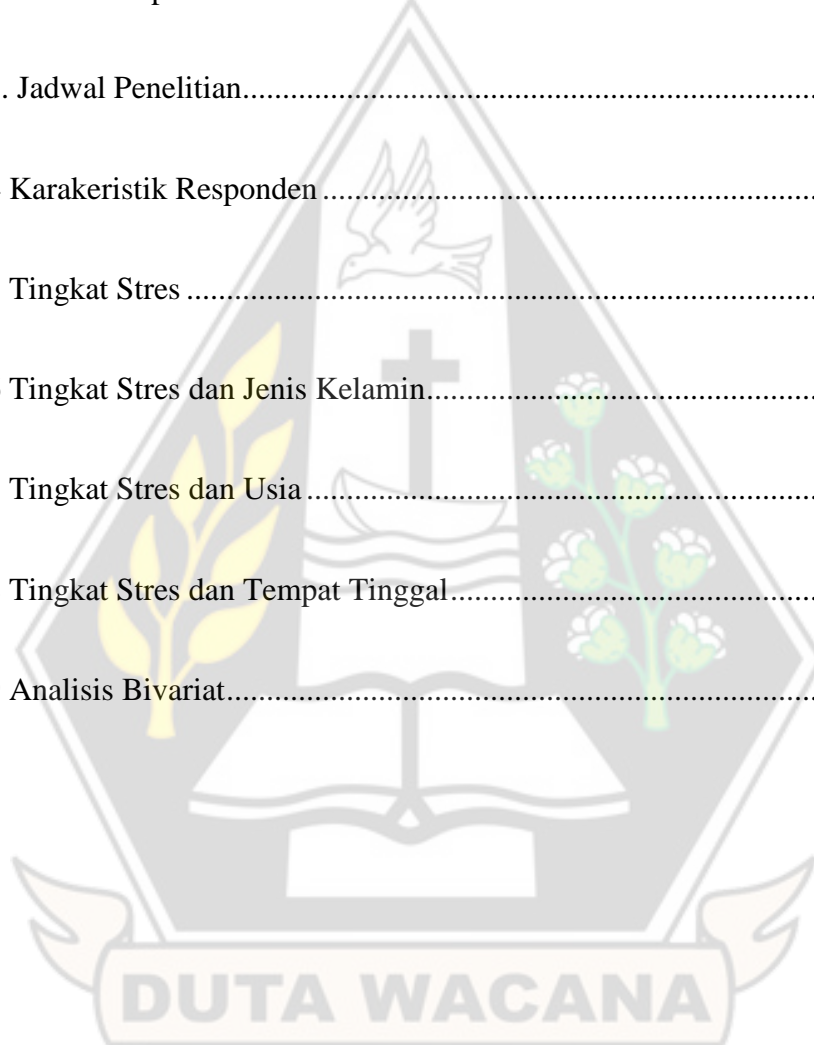 . Jadwal Penelitian........................................................................
Karakeristik Responden ..............................................................
Tingkat Stres ...............................................................................
Tingkat Stres dan Jenis Kelamin.................................................
Tingkat Stres dan Usia ................................................................
Tingkat Stres dan Tempat Tinggal..............................................
Analisis Bivariat..........................................................................
DUTA WACANA